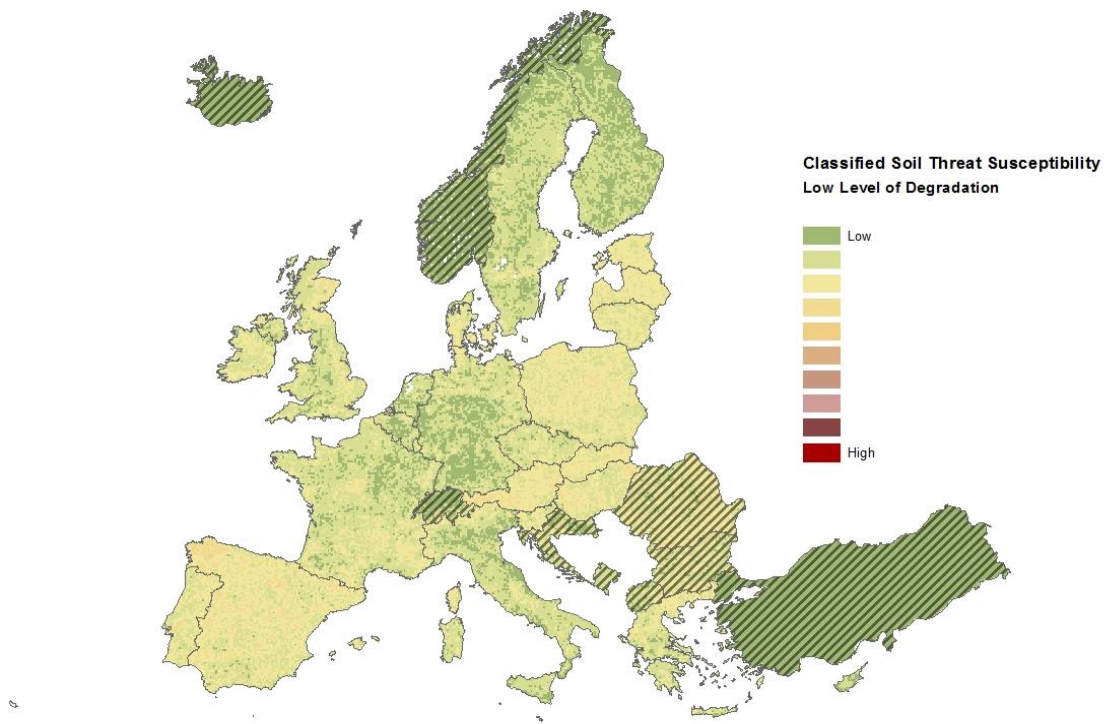 Classified Soil Threat Susceptibility
Low Level of Degradation
Low
High